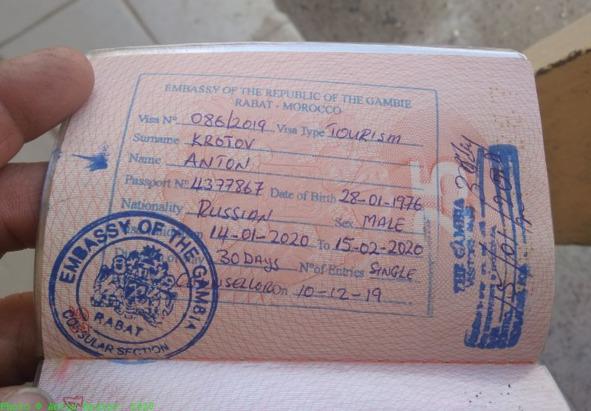 EMBASSY OF THE REPUBLIC OF THE GAMBIE
RABAT - MOROCCO
Visa Nº 086/2019 Visa Type TOURISM
Surname KROTOV
Name ANTON
Passport Nº 4377867 Date of Birth 28-01-1976
Nationality RUSSIAN Sex MALE
14-01-2020 To 15-02-2020
30 DAYS Nº of Entries SINGLE
COUNSELLOR On 10-12-19
EMBASSY OF THE GAMBIA
RABAT
CONSULAR SECTION
THE GAMBIA